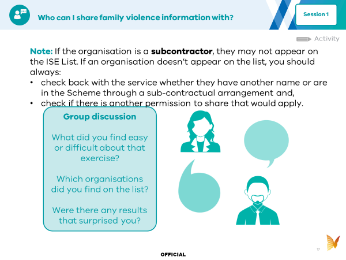 Who can I share family violence information with?
Session 1
Activity
Note: If the organisation is a subcontractor, they may not appear on
the ISE List. If an organisation doesn't appear on the list, you should
always:
• check back with the service whether they have another name or are
in the Scheme through a sub-contractual arrangement and,
• check if there is another permission to share that would apply.
Group discussion
What did you find easy
or difficult about that
exercise?
Which organisations
did you find on the list?
Were there any results
that surprised you?
OFFICIAL